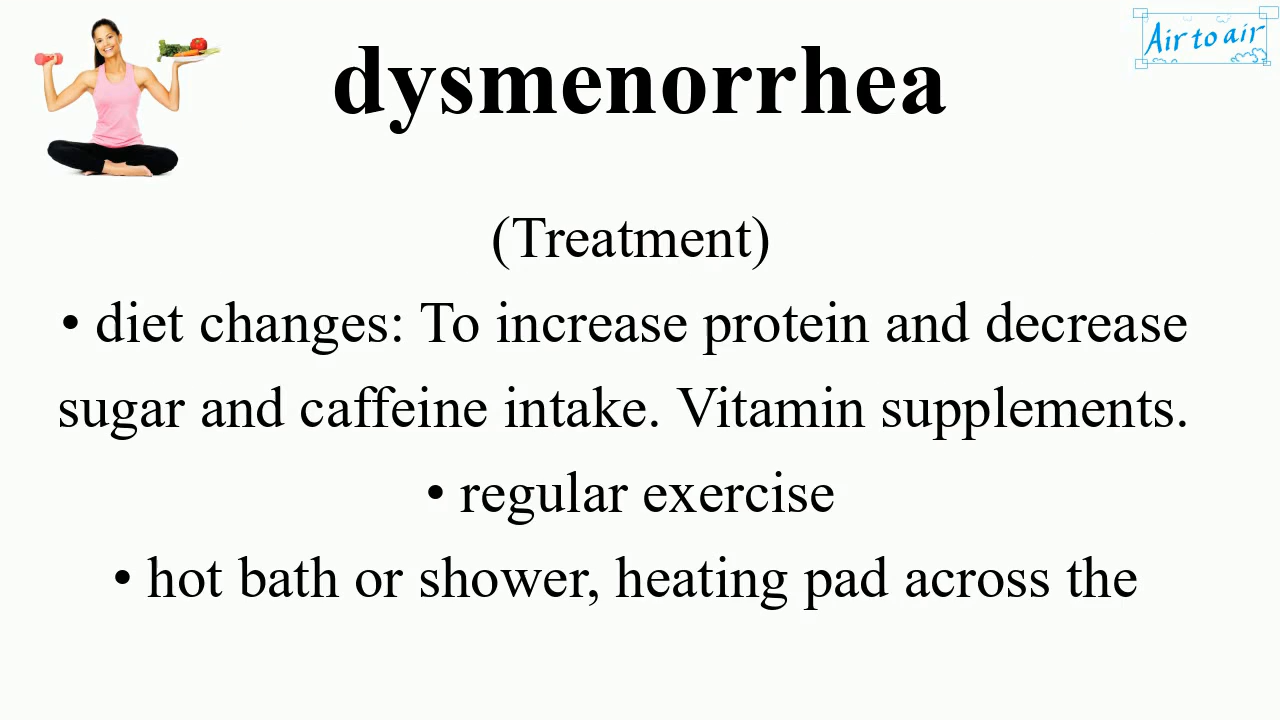 Air to air
dysmenorrhea
(Treatment)
• diet changes: To increase protein and decrease
sugar and caffeine intake. Vitamin supplements.
• regular exercise
• hot bath or shower, heating pad across the